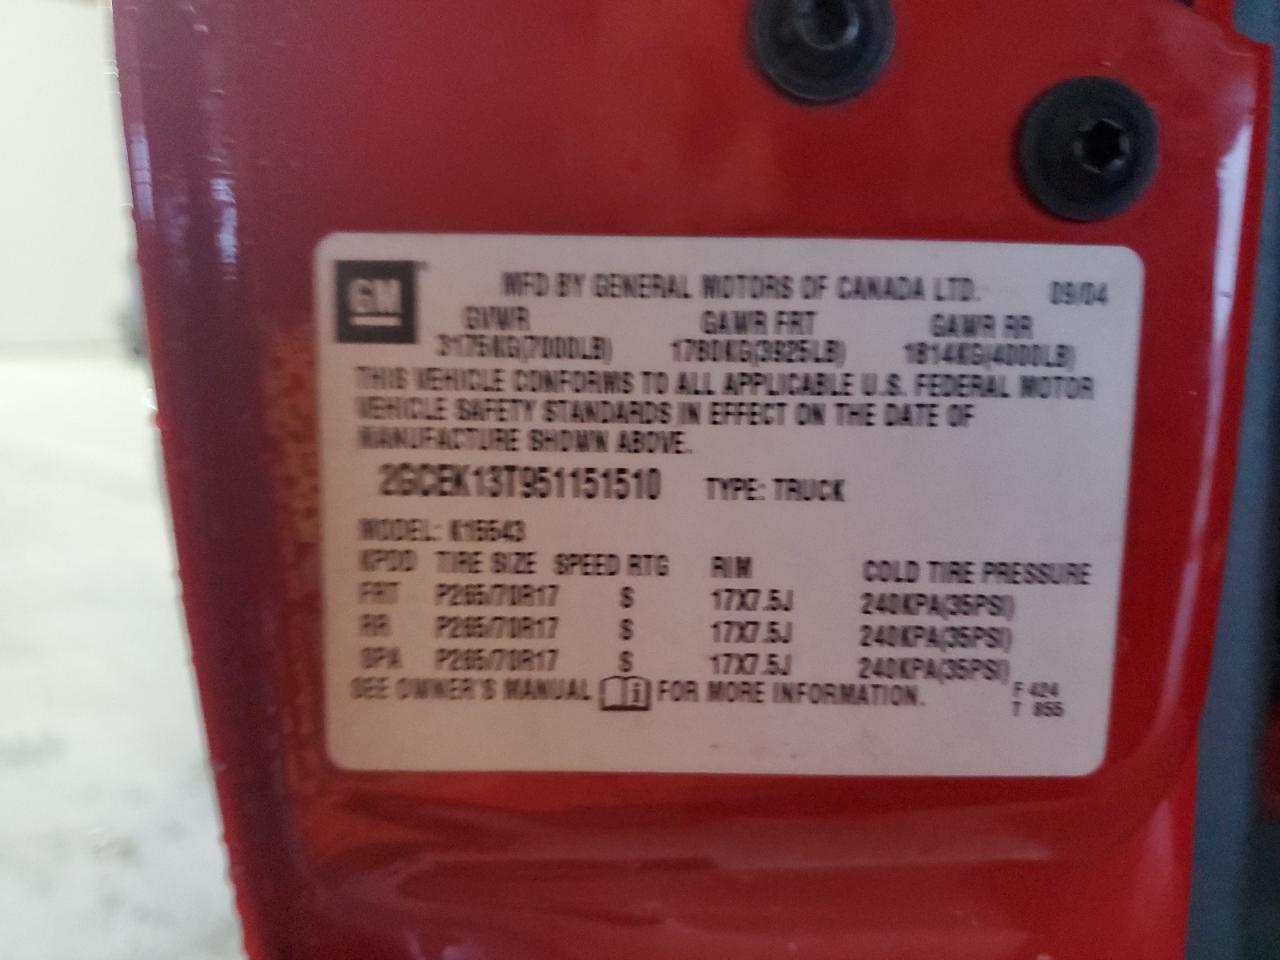 GM MFD BY GENERAL MOTORS OF CANADA LTD. 09/04
GVWR GAWR FRT GAWR RR
3175KG(7000LB) 1780KG(3925LB) 1814KG(4000LB)
THIS VEHICLE CONFORMS TO ALL APPLICABLE U.S. FEDERAL MOTOR
VEHICLE SAFETY STANDARDS IN EFFECT ON THE DATE OF
MANUFACTURE SHOWN ABOVE.
2GCEK13T951151510 TYPE: TRUCK
MODEL: K15543
TIRE SIZE SPEED RTG RIM COLD TIRE PRESSURE
FRT P265/70R17 S 17X7.5J 240KPA(35PSI)
RR P265/70R17 S 17X7.5J 240KPA(35PSI)
SPA P265/70R17 S 17X7.5J 240KPA(35PSI)
SEE OWNER'S MANUAL FOR MORE INFORMATION.
F 424
T 855